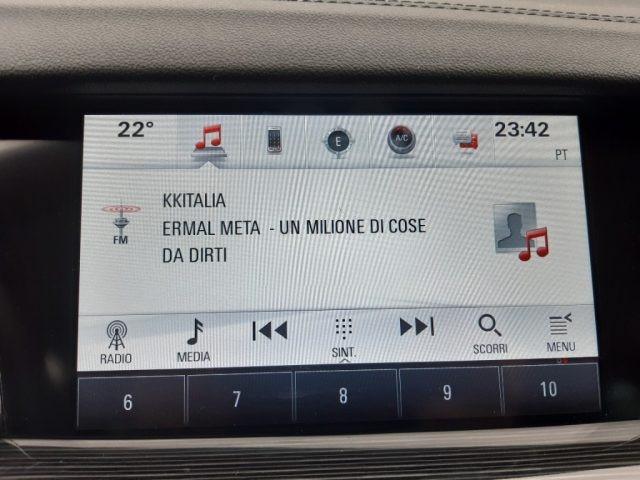 22°
E
A/C
23:42
PT
KKITALIA
FM
ERMAL META - UN MILIONE DI COSE
DA DIRTI
RADIO
MEDIA
SINT.
SCORRI
MENU
6
7
8
9
10